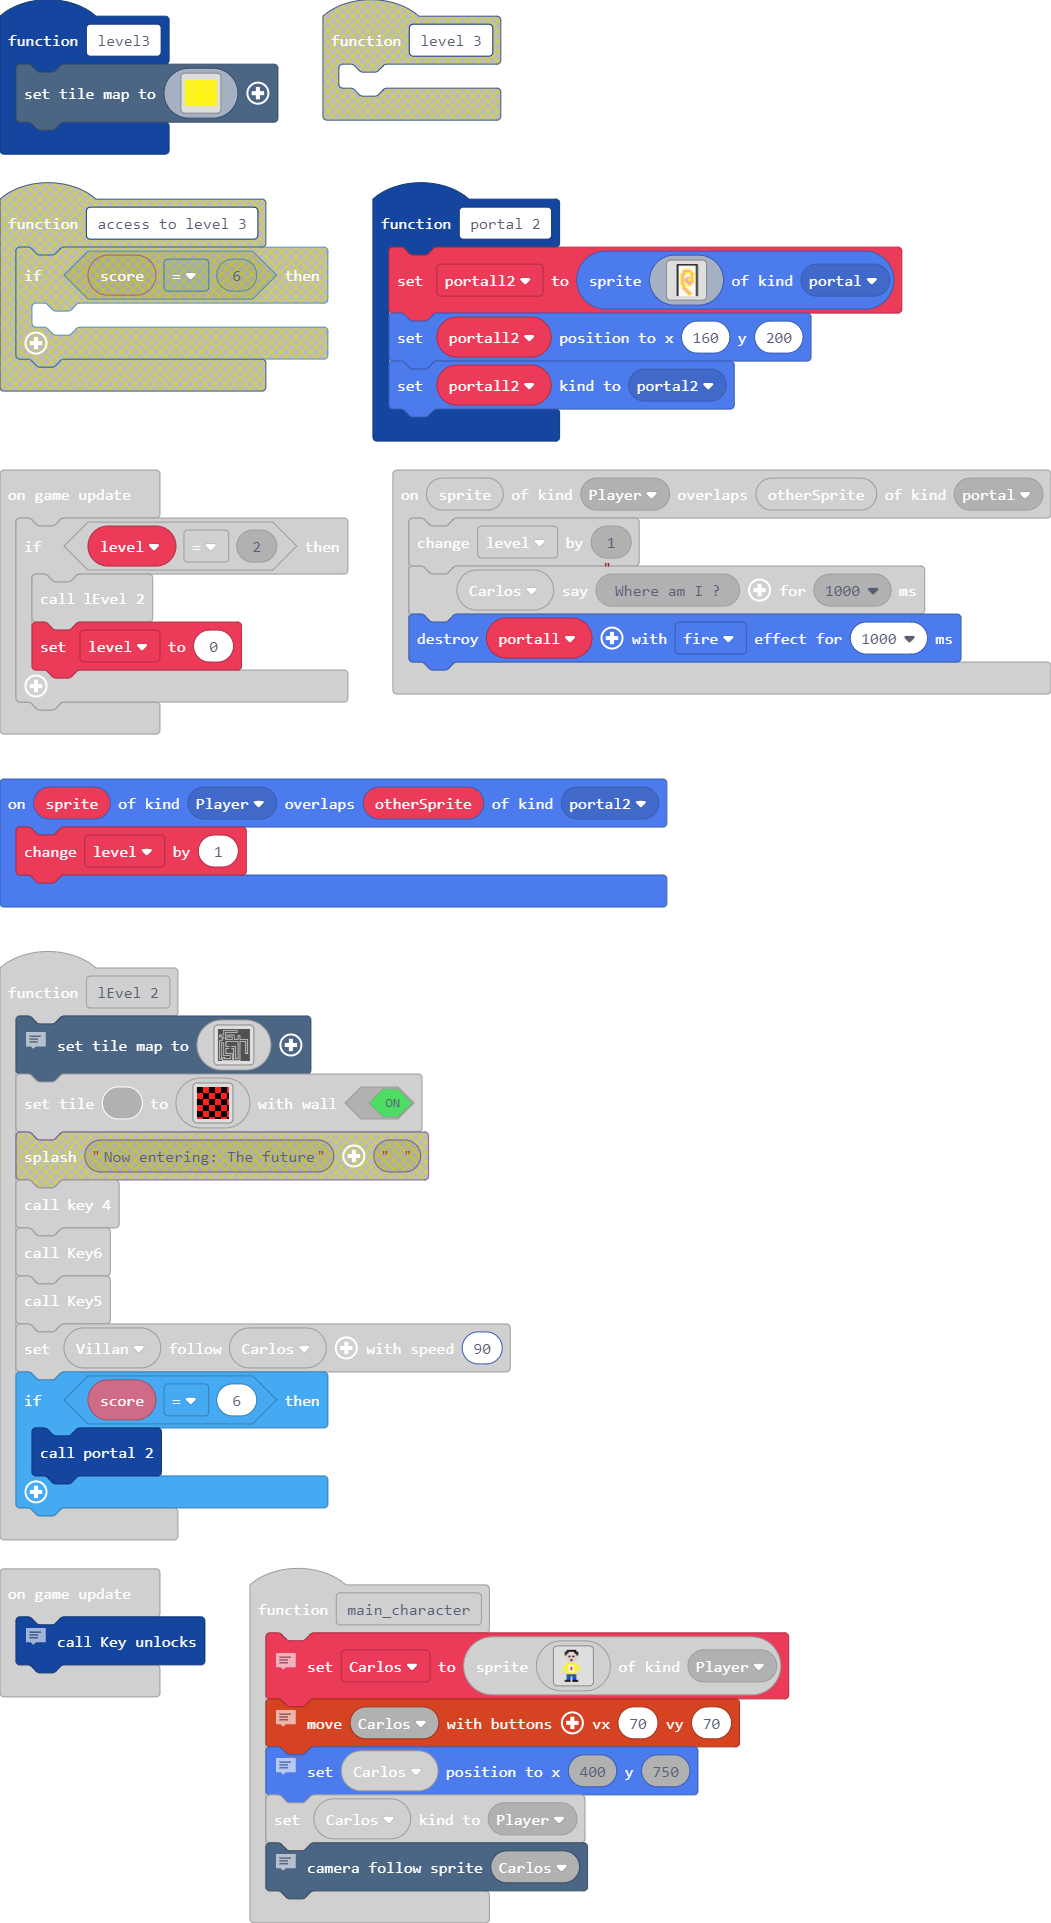 function level3
set tile map to
function level 3
function access to level 3
if score = 6 then
function portal 2
set portall2 to sprite of kind portal
set portall2 position to x 160 y 200
set portall2 kind to portal2
on game update
if level = 2 then
call lEvel 2
set level to 0
on sprite of kind Player overlaps otherSprite of kind portal
change level by 1
Carlos say " Where am I ? for 1000 ms
destroy portall with fire effect for 1000 ms
on sprite of kind Player overlaps otherSprite of kind portal2
change level by 1
function lEvel 2
set tile map to
set tile to with wall ON
splash "Now entering: The future" " "
call key 4
call Key6
call Key5
set Villan follow Carlos with speed 90
if score = 6 then
call portal 2
on game update
call Key unlocks
function main_character
set Carlos to sprite of kind Player
move Carlos with buttons vx 70 vy 70
set Carlos position to x 400 y 750
set Carlos kind to Player
camera follow sprite Carlos